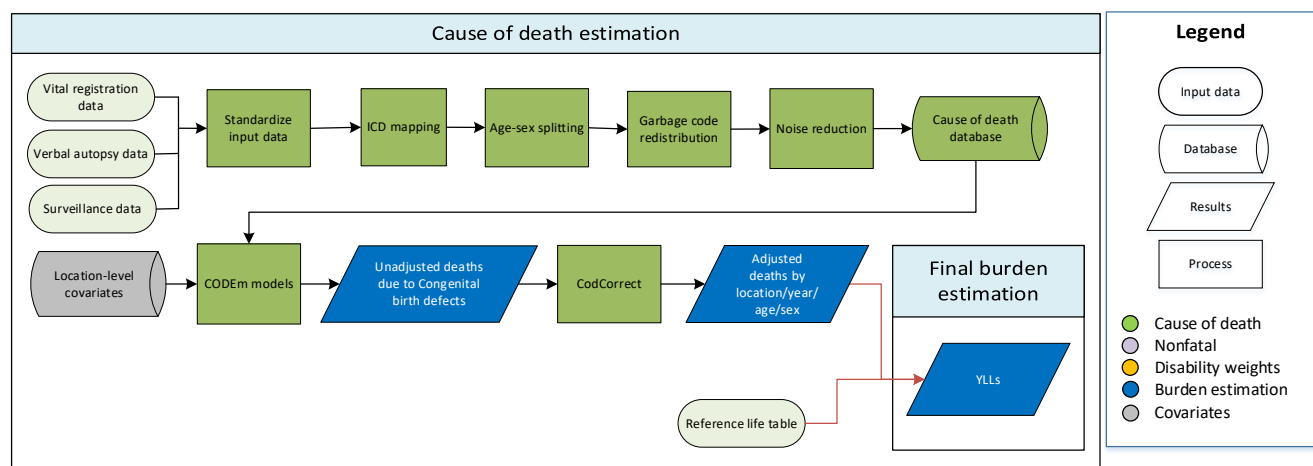 Cause of death estimation
Vital registration
data
Verbal autopsy data
Surveillance data
Standardize
input data
ICD mapping
Age-sex splitting
Garbage code
redistribution
Noise reduction
Cause of death
database
Location-level
covariates
CODEm models
Unadjusted deaths
due to Congenital
birth defects
CodCorrect
Adjusted
deaths by
location/year/
age/sex
Reference life table
Final burden
estimation
YLLs
Legend
Input data
Database
Results
Process
Cause of death
Nonfatal
Disability weights
Burden estimation
Covariates